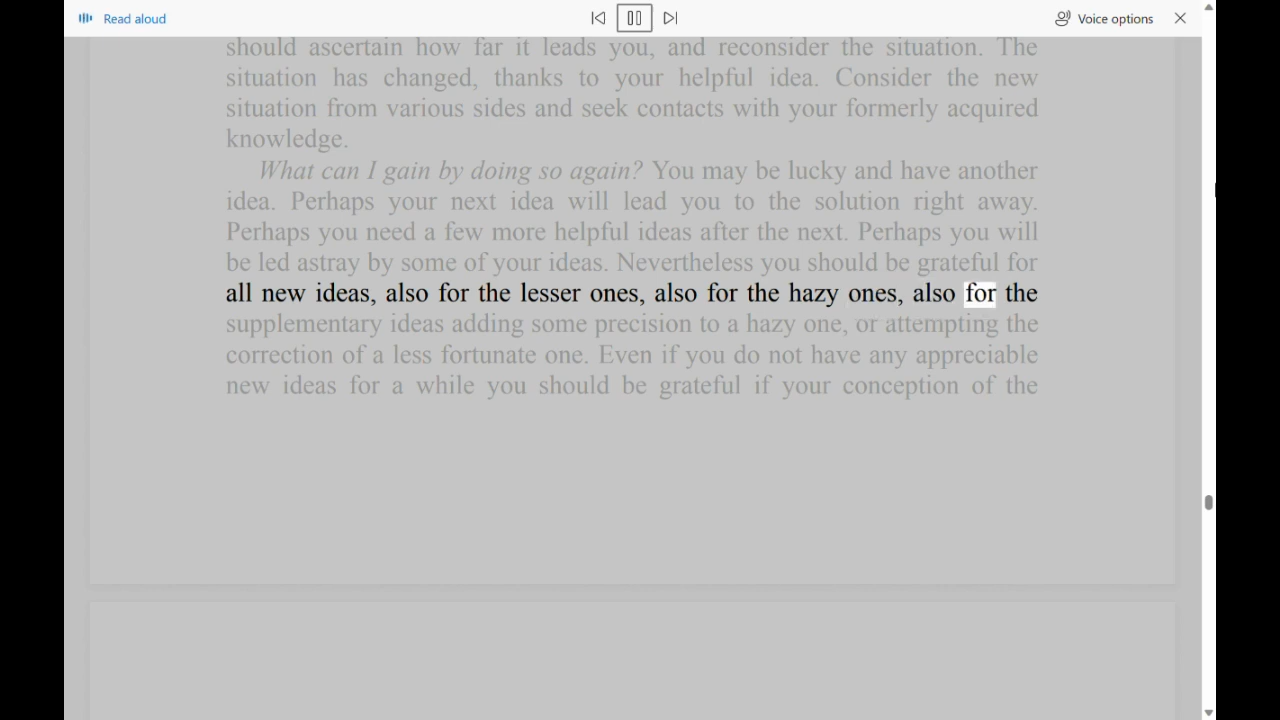 Read aloud
Voice options
should ascertain how far it leads you, and reconsider the situation. The
situation has changed, thanks to your helpful idea. Consider the new
situation from various sides and seek contacts with your formerly acquired
knowledge.
What can I gain by doing so again? You may be lucky and have another
idea. Perhaps your next idea will lead you to the solution right away.
Perhaps you need a few more helpful ideas after the next. Perhaps you will
be led astray by some of your ideas. Nevertheless you should be grateful for
all new ideas, also for the lesser ones, also for the hazy ones, also for the
supplementary ideas adding some precision to a hazy one, or attempting the
correction of a less fortunate one. Even if you do not have any appreciable
new ideas for a while you should be grateful if your conception of the